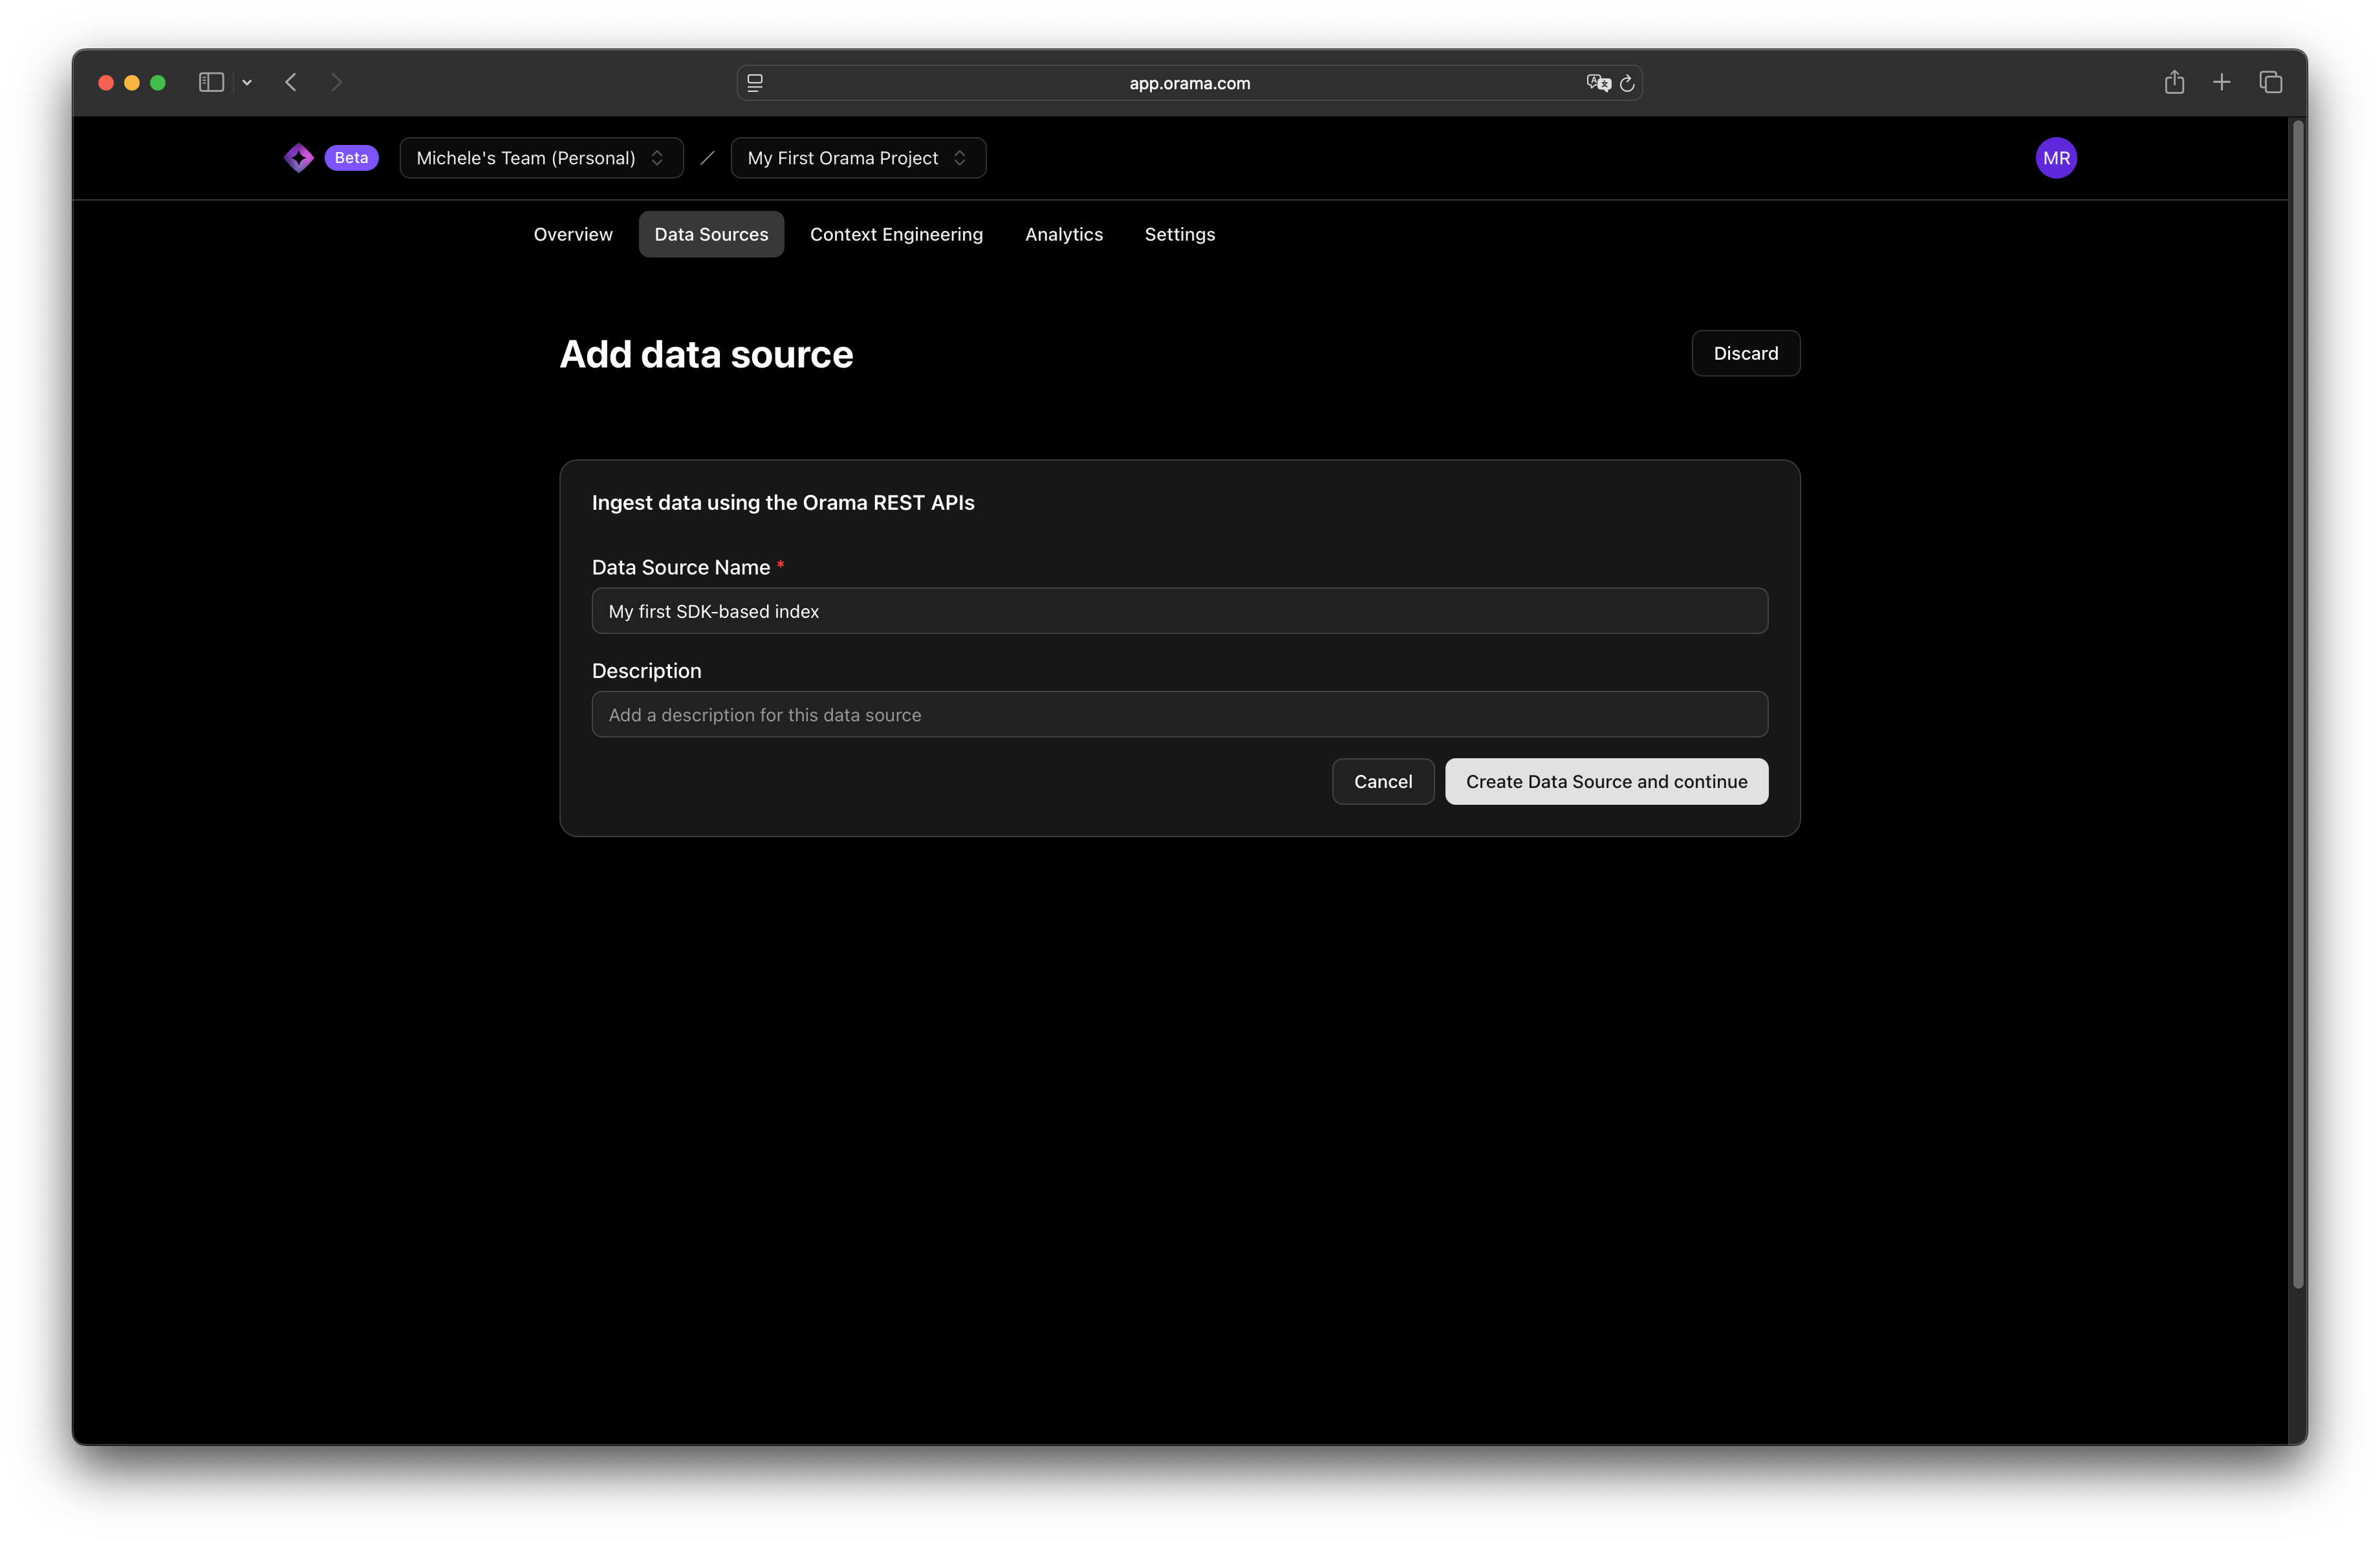 app.orama.com
Beta
Michele's Team (Personal)
My First Orama Project
MR
Overview
Data Sources
Context Engineering
Analytics
Settings
Add data source
Discard
Ingest data using the Orama REST APIs
Data Source Name *
My first SDK-based index
Description
Add a description for this data source
Cancel
Create Data Source and continue